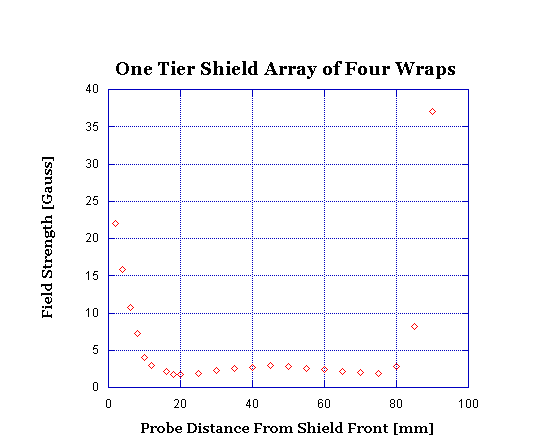 One Tier Shield Array of Four Wraps
40
35
30
25
20
15
10
5
0
Field Strength [Gauss]
0 20 40 60 80 100
Probe Distance From Shield Front [mm]